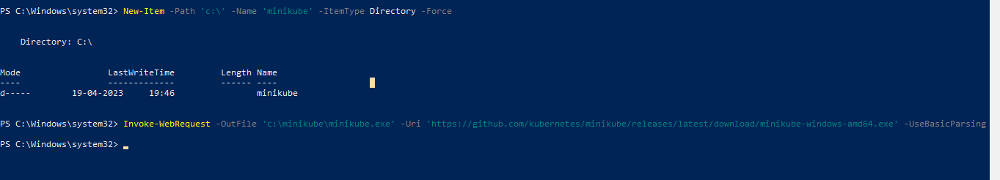 PS C:\Windows\system32> New-Item -Path 'c:\' -Name 'minikube' -ItemType Directory -Force
Directory: C:\
Mode LastWriteTime Length Name
---- ------------- ------ ----
d----- 19-04-2023 19:46 minikube
PS C:\Windows\system32> Invoke-WebRequest -OutFile 'c:\minikube\minikube.exe' -Uri 'https://github.com/kubernetes/minikube/releases/latest/download/minikube-windows-amd64.exe' -UseBasicParsing
PS C:\Windows\system32>